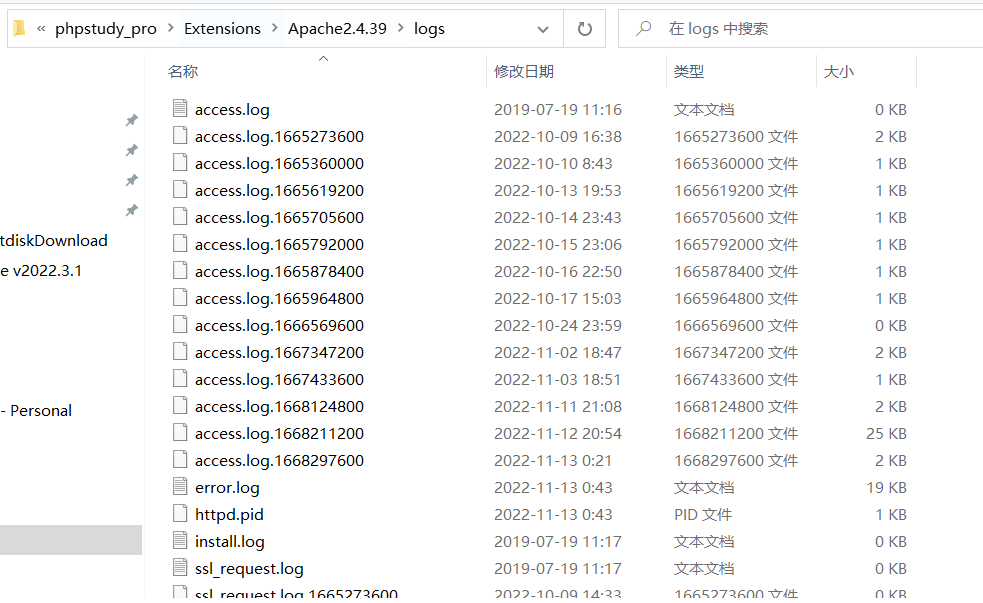 « phpstudy_pro > Extensions > Apache2.4.39 > logs 在 logs 中搜索
名称 修改日期 类型 大小
access.log 2019-07-19 11:16 文本文档 0 KB
access.log.1665273600 2022-10-09 16:38 1665273600 文件 2 KB
access.log.1665360000 2022-10-10 8:43 1665360000 文件 1 KB
access.log.1665619200 2022-10-13 19:53 1665619200 文件 1 KB
access.log.1665705600 2022-10-14 23:43 1665705600 文件 1 KB
tdiskDownload access.log.1665792000 2022-10-15 23:06 1665792000 文件 1 KB
e v2022.3.1 access.log.1665878400 2022-10-16 22:50 1665878400 文件 1 KB
access.log.1665964800 2022-10-17 15:03 1665964800 文件 1 KB
access.log.1666569600 2022-10-24 23:59 1666569600 文件 0 KB
access.log.1667347200 2022-11-02 18:47 1667347200 文件 2 KB
access.log.1667433600 2022-11-03 18:51 1667433600 文件 1 KB
- Personal access.log.1668124800 2022-11-11 21:08 1668124800 文件 2 KB
access.log.1668211200 2022-11-12 20:54 1668211200 文件 25 KB
access.log.1668297600 2022-11-13 0:21 1668297600 文件 2 KB
error.log 2022-11-13 0:43 文本文档 19 KB
httpd.pid 2022-11-13 0:43 PID 文件 1 KB
install.log 2019-07-19 11:17 文本文档 0 KB
ssl_request.log 2019-07-19 11:17 文本文档 0 KB
ssl_request.log.1665273600 2022-10-09 14:33 1665273600 文件 0 KB